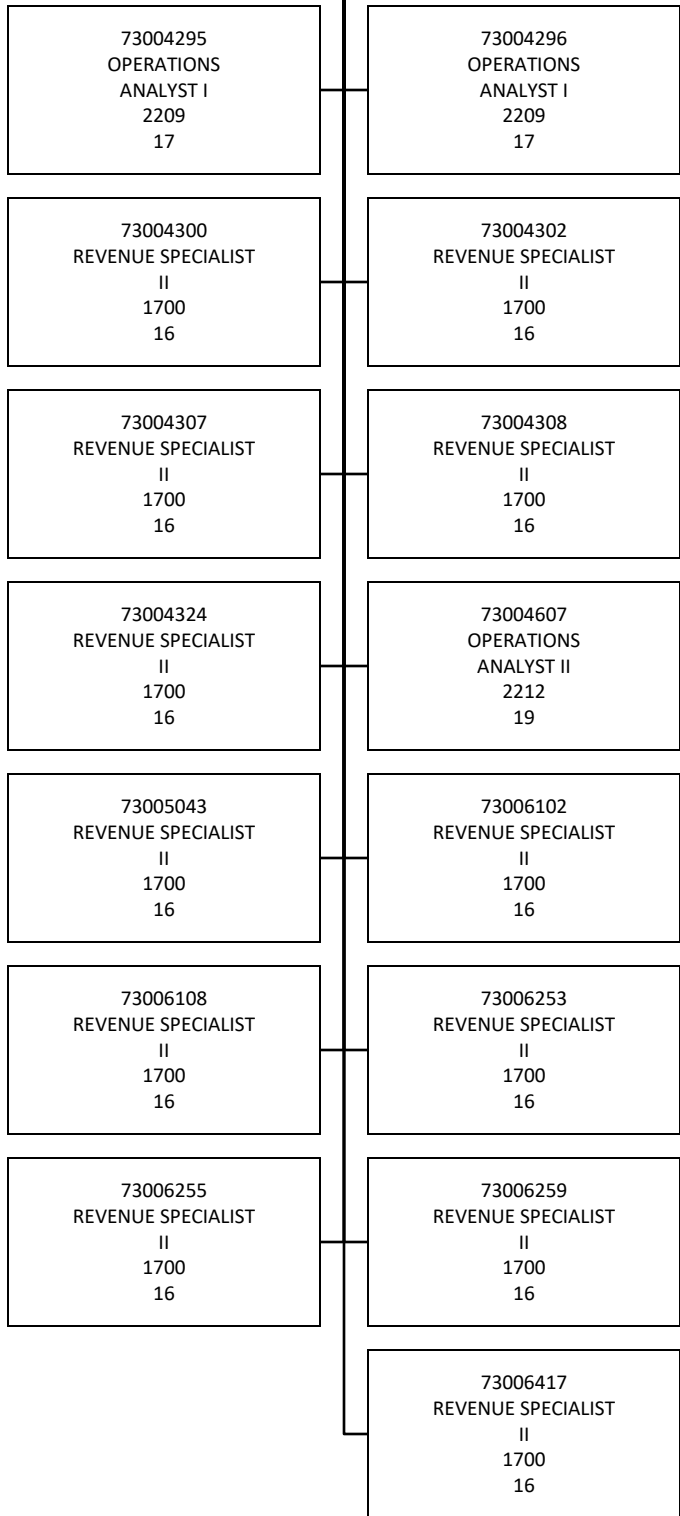 73004295
OPERATIONS
ANALYST I
2209
17
73004296
OPERATIONS
ANALYST I
2209
17
73004300
REVENUE SPECIALIST
II
1700
16
73004302
REVENUE SPECIALIST
II
1700
16
73004307
REVENUE SPECIALIST
II
1700
16
73004308
REVENUE SPECIALIST
II
1700
16
73004324
REVENUE SPECIALIST
II
1700
16
73004607
OPERATIONS
ANALYST II
2212
19
73005043
REVENUE SPECIALIST
II
1700
16
73006102
REVENUE SPECIALIST
II
1700
16
73006108
REVENUE SPECIALIST
II
1700
16
73006253
REVENUE SPECIALIST
II
1700
16
73006255
REVENUE SPECIALIST
II
1700
16
73006259
REVENUE SPECIALIST
II
1700
16
73006417
REVENUE SPECIALIST
II
1700
16